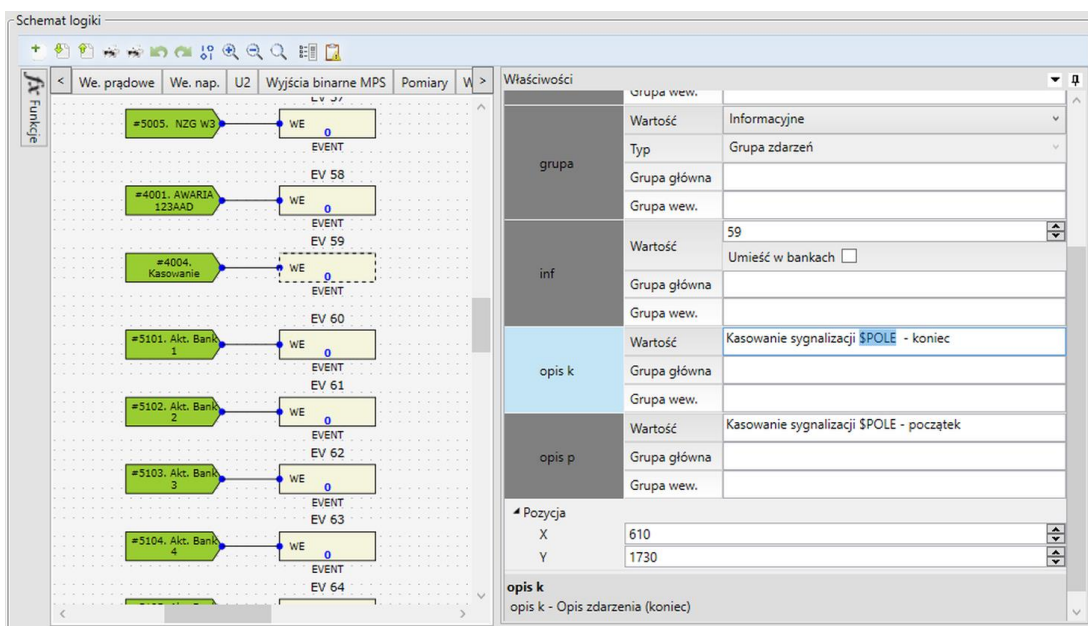 Schemat logiki
Funkcje
We. prądowe
We. nap.
U2
Wyjścia binarne MPS
Pomiary
#5005. NZG W3
WE
0
EVENT
EV 58
#4001. AWARIA
123AAD
WE
0
EVENT
EV 59
#4004.
Kasowanie
WE
0
EVENT
EV 60
#5101. Akt. Bank
1
WE
0
EVENT
EV 61
#5102. Akt. Bank
2
WE
0
EVENT
EV 62
#5103. Akt. Bank
3
WE
0
EVENT
EV 63
#5104. Akt. Bank
4
WE
0
EVENT
EV 64
Właściwości
Grupa wew.
grupa
Wartość
Informacyjne
Typ
Grupa zdarzeń
Grupa główna
Grupa wew.
inf
Wartość
59
Umieść w bankach
Grupa główna
Grupa wew.
opis k
Wartość
Kasowanie sygnalizacji $POLE - koniec
Grupa główna
Grupa wew.
opis p
Wartość
Kasowanie sygnalizacji $POLE - początek
Grupa główna
Grupa wew.
Pozycja
X
610
Y
1730
opis k
opis k - Opis zdarzenia (koniec)